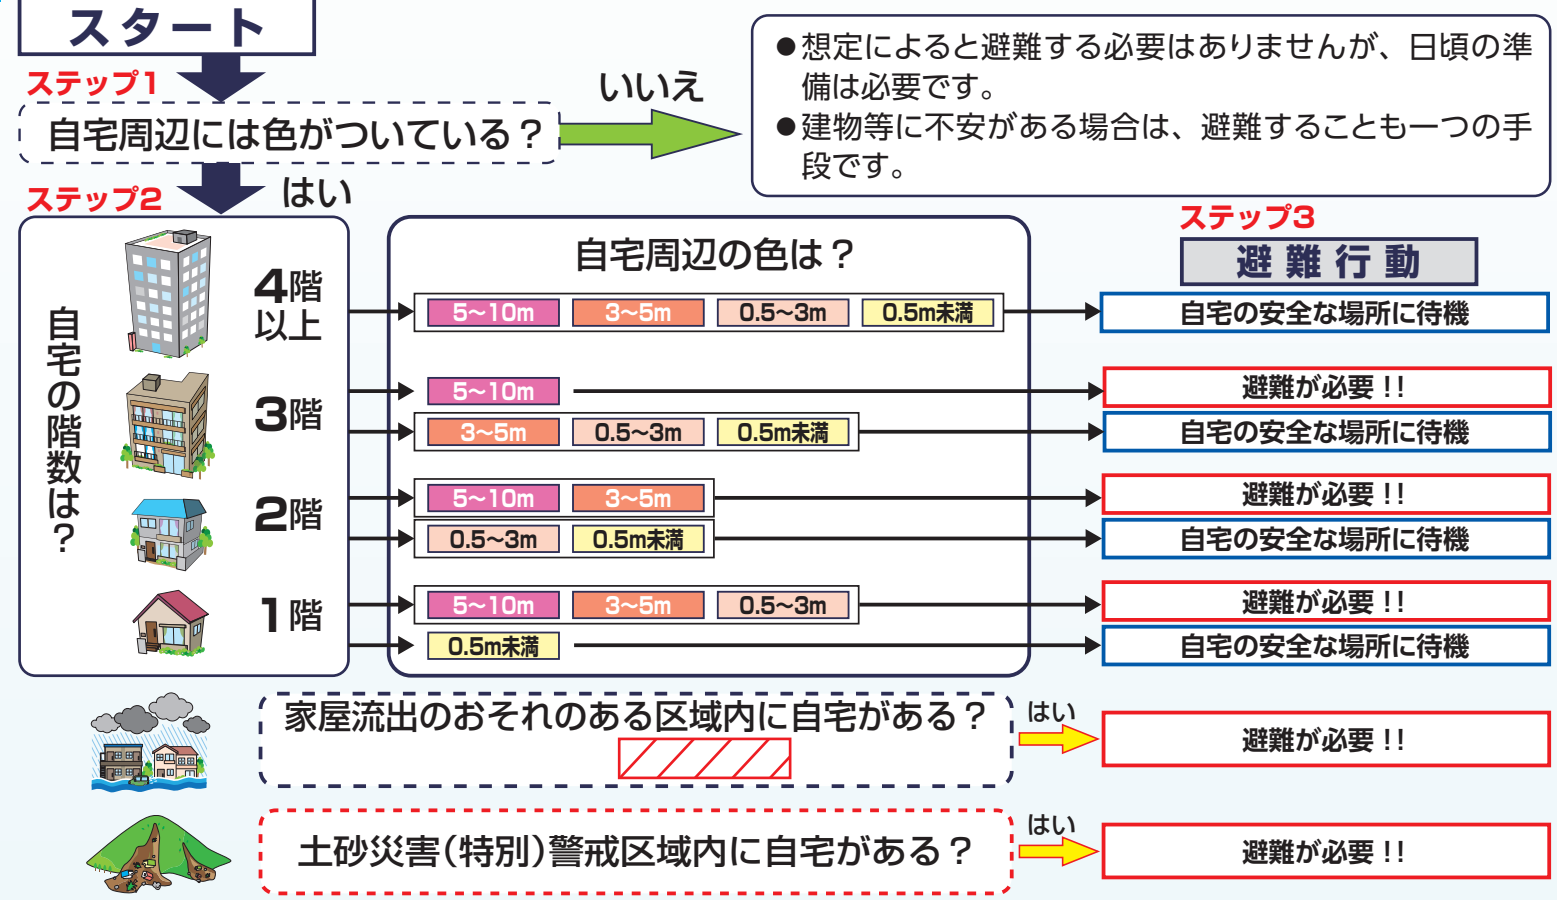 スタート
ステップ1
自宅周辺には色がついている？
いいえ
●想定によると避難する必要はありませんが、日頃の準
備は必要です。
●建物等に不安がある場合は、避難することも一つの手
段です。
はい
ステップ2
自宅の階数は？
自宅周辺の色は？
ステップ3
避難行動
4階
以上
5～10m 3～5m 0.5～3m 0.5m未満
自宅の安全な場所に待機
3階
5～10m
避難が必要！！
3～5m 0.5～3m 0.5m未満
自宅の安全な場所に待機
2階
5～10m 3～5m
避難が必要！！
0.5～3m 0.5m未満
自宅の安全な場所に待機
1階
5～10m 3～5m 0.5～3m
避難が必要！！
0.5m未満
自宅の安全な場所に待機
家屋流出のおそれのある区域内に自宅がある？
はい
避難が必要！！
土砂災害(特別)警戒区域内に自宅がある？
はい
避難が必要！！